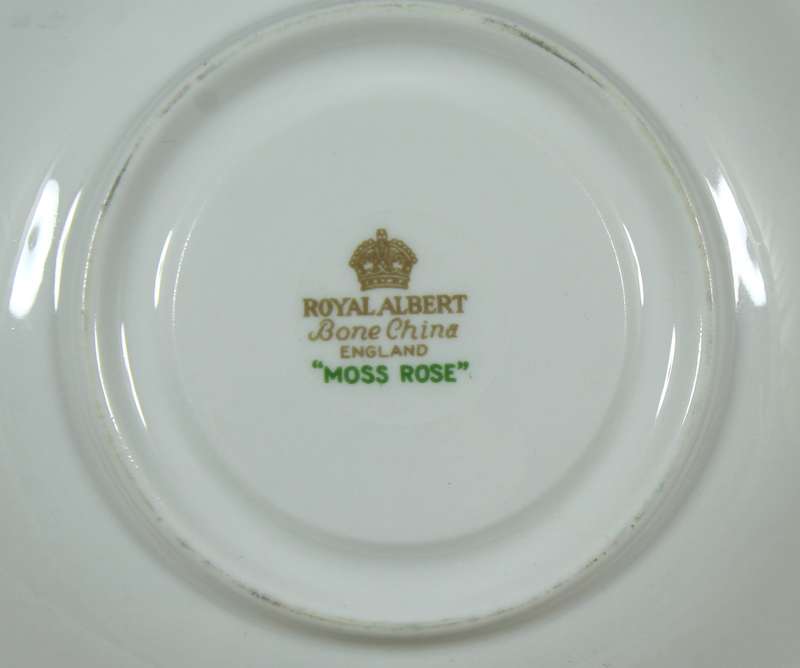 ROYAL ALBERT
Bone China
ENGLAND
"MOSS ROSE"